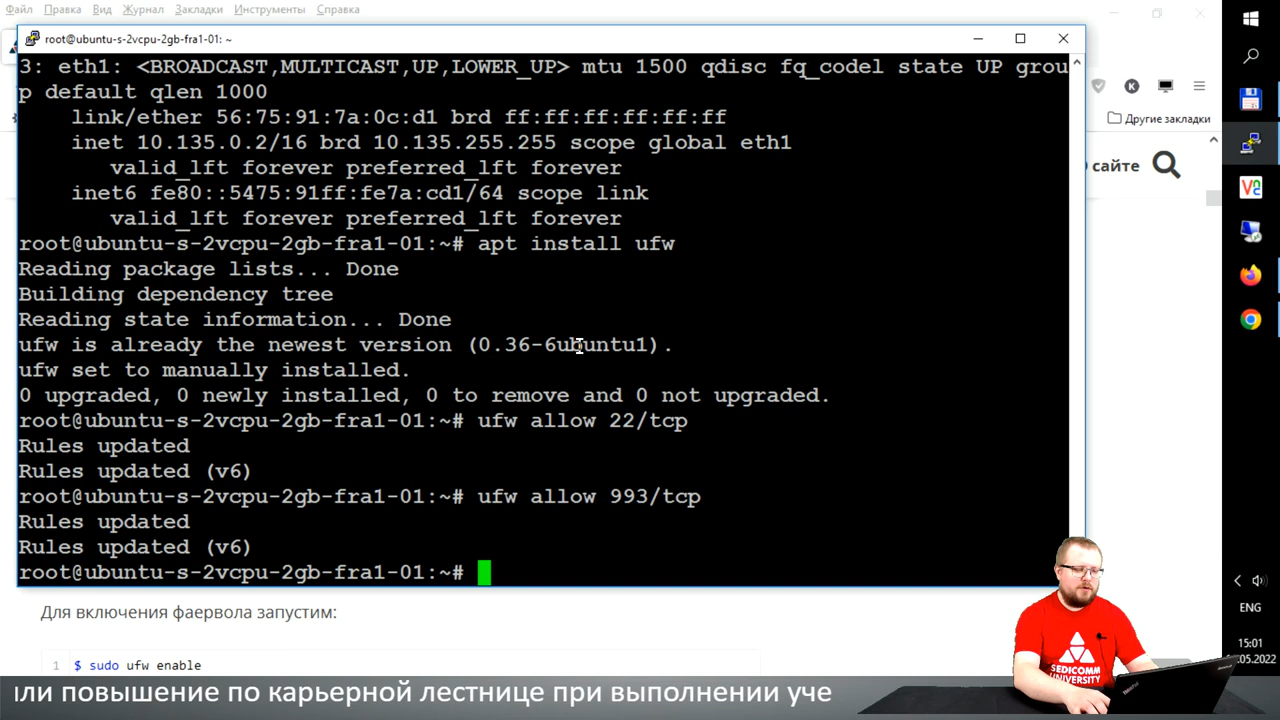 Файл Правка Вид Журнал Закладки Инструменты Справка
root@ubuntu-s-2vcpu-2gb-fra1-01: ~
3: eth1: <BROADCAST,MULTICAST,UP,LOWER_UP> mtu 1500 qdisc fq_codel state UP grou
p default qlen 1000
link/ether 56:75:91:7a:0c:d1 brd ff:ff:ff:ff:ff:ff
inet 10.135.0.2/16 brd 10.135.255.255 scope global eth1
valid_lft forever preferred_lft forever
inet6 fe80::5475:91ff:fe7a:cd1/64 scope link
valid_lft forever preferred_lft forever
root@ubuntu-s-2vcpu-2gb-fra1-01:~# apt install ufw
Reading package lists... Done
Building dependency tree
Reading state information... Done
ufw is already the newest version (0.36-6ubuntu1).
ufw set to manually installed.
0 upgraded, 0 newly installed, 0 to remove and 0 not upgraded.
root@ubuntu-s-2vcpu-2gb-fra1-01:~# ufw allow 22/tcp
Rules updated
Rules updated (v6)
root@ubuntu-s-2vcpu-2gb-fra1-01:~# ufw allow 993/tcp
Rules updated
Rules updated (v6)
root@ubuntu-s-2vcpu-2gb-fra1-01:~#
K
Другие закладки
сайте
Для включения фаервола запустим:
1 $ sudo ufw enable
SEDICOMM
UNIVERSITY
ENG
15:01
.05.2022
али повышение по карьерной лестнице при выполнении уче